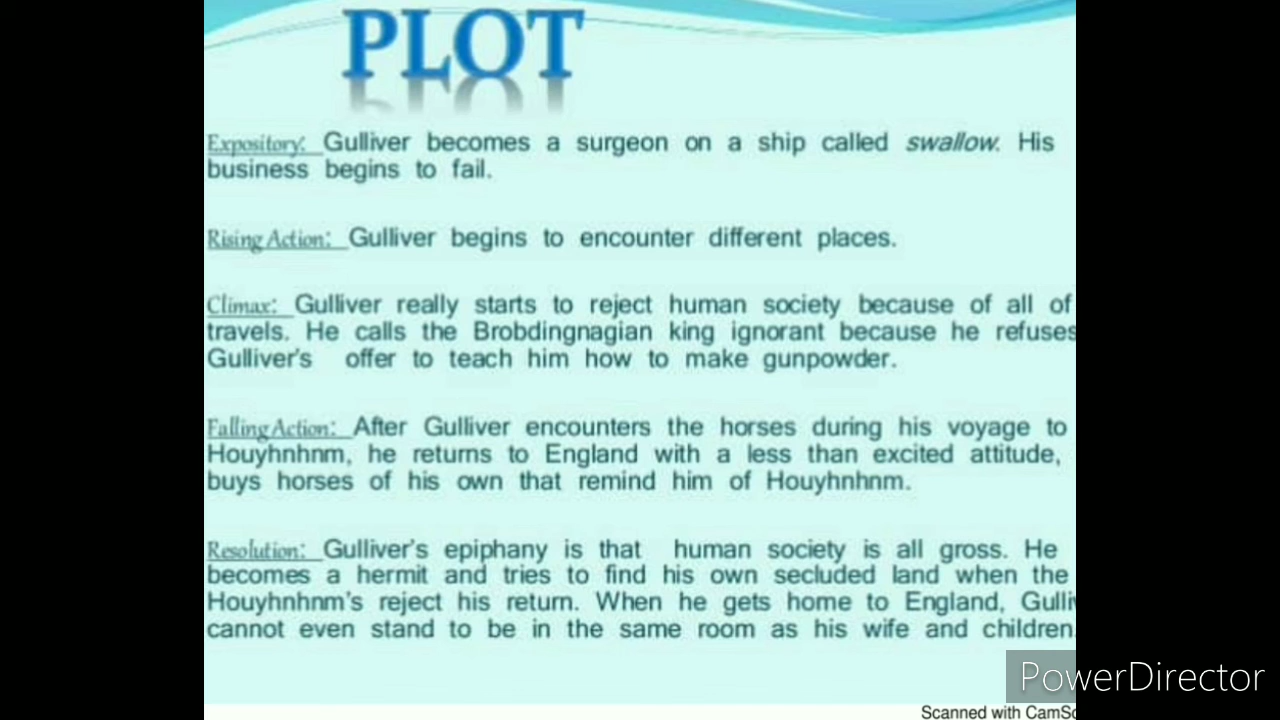 PLOT
Expository: Gulliver becomes a surgeon on a ship called swallow. His
business begins to fail.
Rising Action: Gulliver begins to encounter different places.
Climax: Gulliver really starts to reject human society because of all of
travels. He calls the Brobdingnagian king ignorant because he refuses
Gulliver's offer to teach him how to make gunpowder.
Falling Action: After Gulliver encounters the horses during his voyage to
Houyhnhnm, he returns to England with a less than excited attitude,
buys horses of his own that remind him of Houyhnhnm.
Resolution: Gulliver's epiphany is that human society is all gross. He
becomes a hermit and tries to find his own secluded land when the
Houyhnhnm's reject his return. When he gets home to England, Gulli
cannot even stand to be in the same room as his wife and children.
PowerDirector
Scanned with CamSc